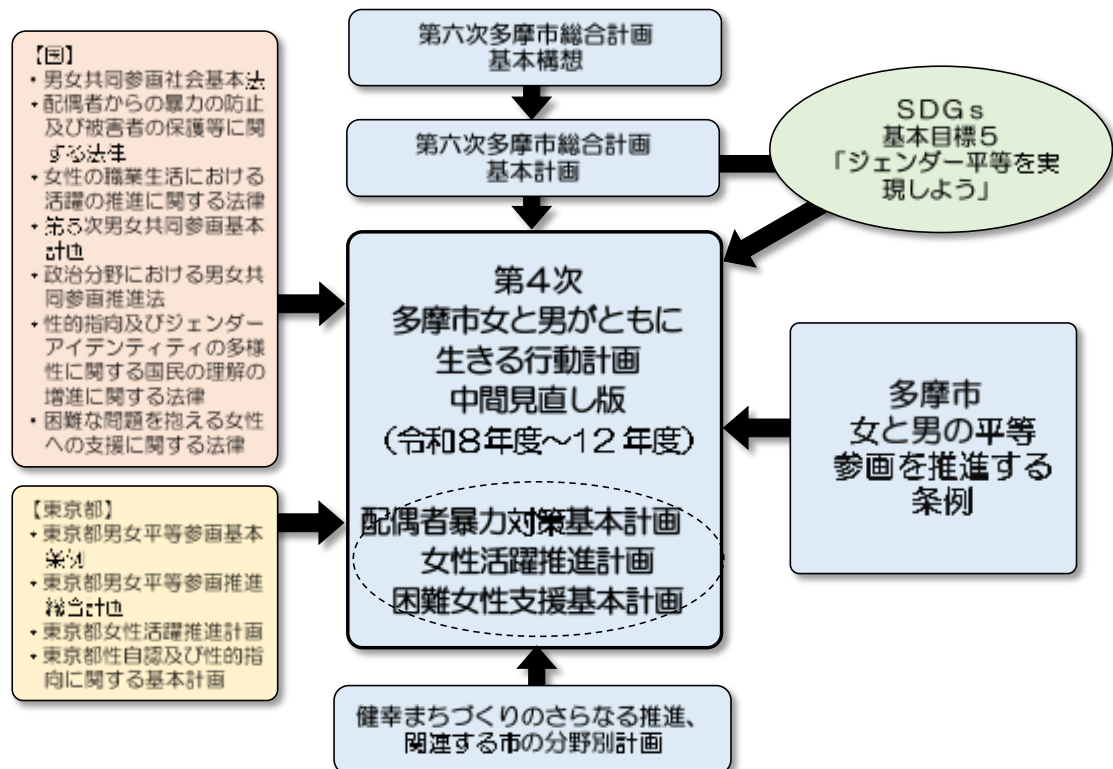 第六次多摩市総合計画
基本構想
第六次多摩市総合計画
基本計画
SDGs
基本目標5
「ジェンダー平等を実
現しよう」
【国】
・男女共同参画社会基本法
・配偶者からの暴力の防止
及び被害者の保護等に関
する法律
・女性の職業生活における
活躍の推進に関する法律
・第5次男女共同参画基本
計画
・政治分野における男女共
同参画推進法
・性的指向及びジェンダー
アイデンティティの多様
性に関する国民の理解の
増進に関する法律
・困難な問題を抱える女性
への支援に関する法律
【東京都】
・東京都男女平等参画基本
条例
・東京都男女平等参画推進
総合計画
・東京都女性活躍推進計画
・東京都性自認及び性的指
向に関する基本計画
第4次
多摩市女と男がともに
生きる行動計画
中間見直し版
(令和8年度~12年度)
配偶者暴力対策基本計画
女性活躍推進計画
困難女性支援基本計画
多摩市
女と男の平等
参画を推進する
条例
健幸まちづくりのさらなる推進、
関連する市の分野別計画